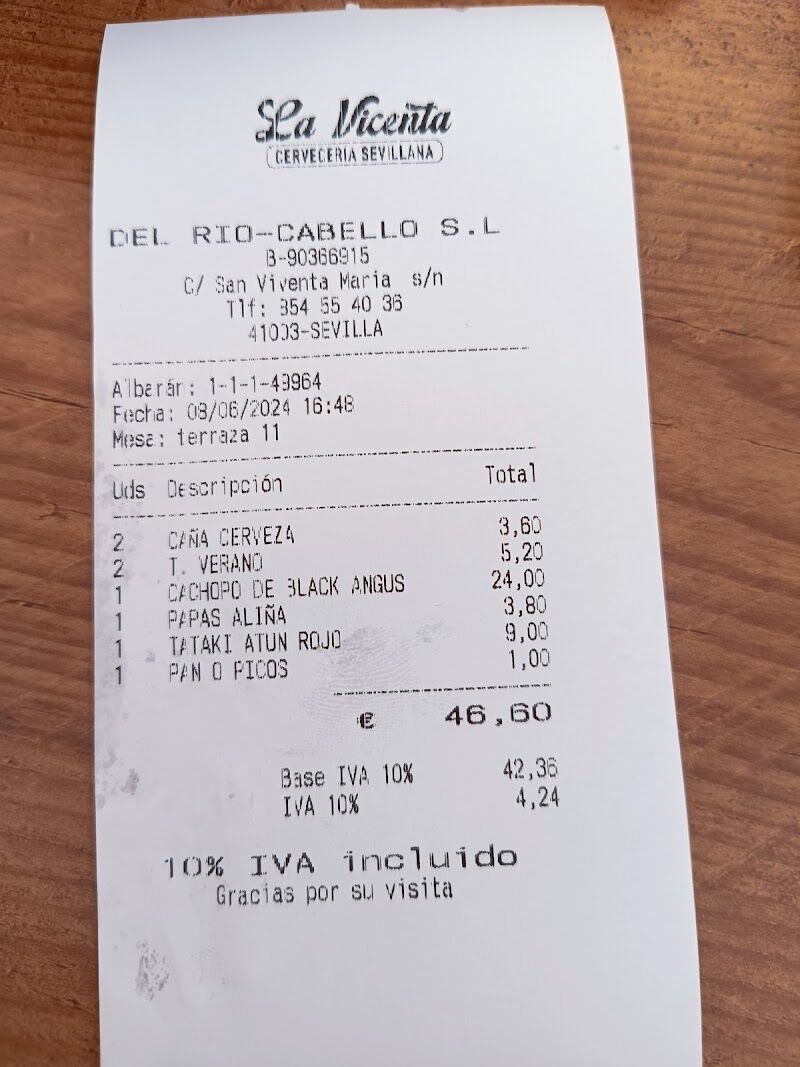 La Vicenta
CERVECERÍA SEVILLANA
DEL RIO-CABELLO S.L
B-90366915
C/ San Viventa Maria s/n
Tlf: 954 55 40 36
41003-SEVILLA
Albarán: 1-1-1-49964
Fecha: 08/06/2024 16:48
Mesa: terraza 11
Uds Descripción Total
2 CAÑA CERVEZA 3,60
2 T. VERANO 5,20
1 CACHOPO DE BLACK ANGUS 24,00
1 PAPAS ALIÑA 3,80
1 TATAKI ATUN ROJO 9,00
1 PAN O PICOS 1,00
€ 46,60
Base IVA 10% 42,36
IVA 10% 4,24
10% IVA incluido
Gracias por su visita